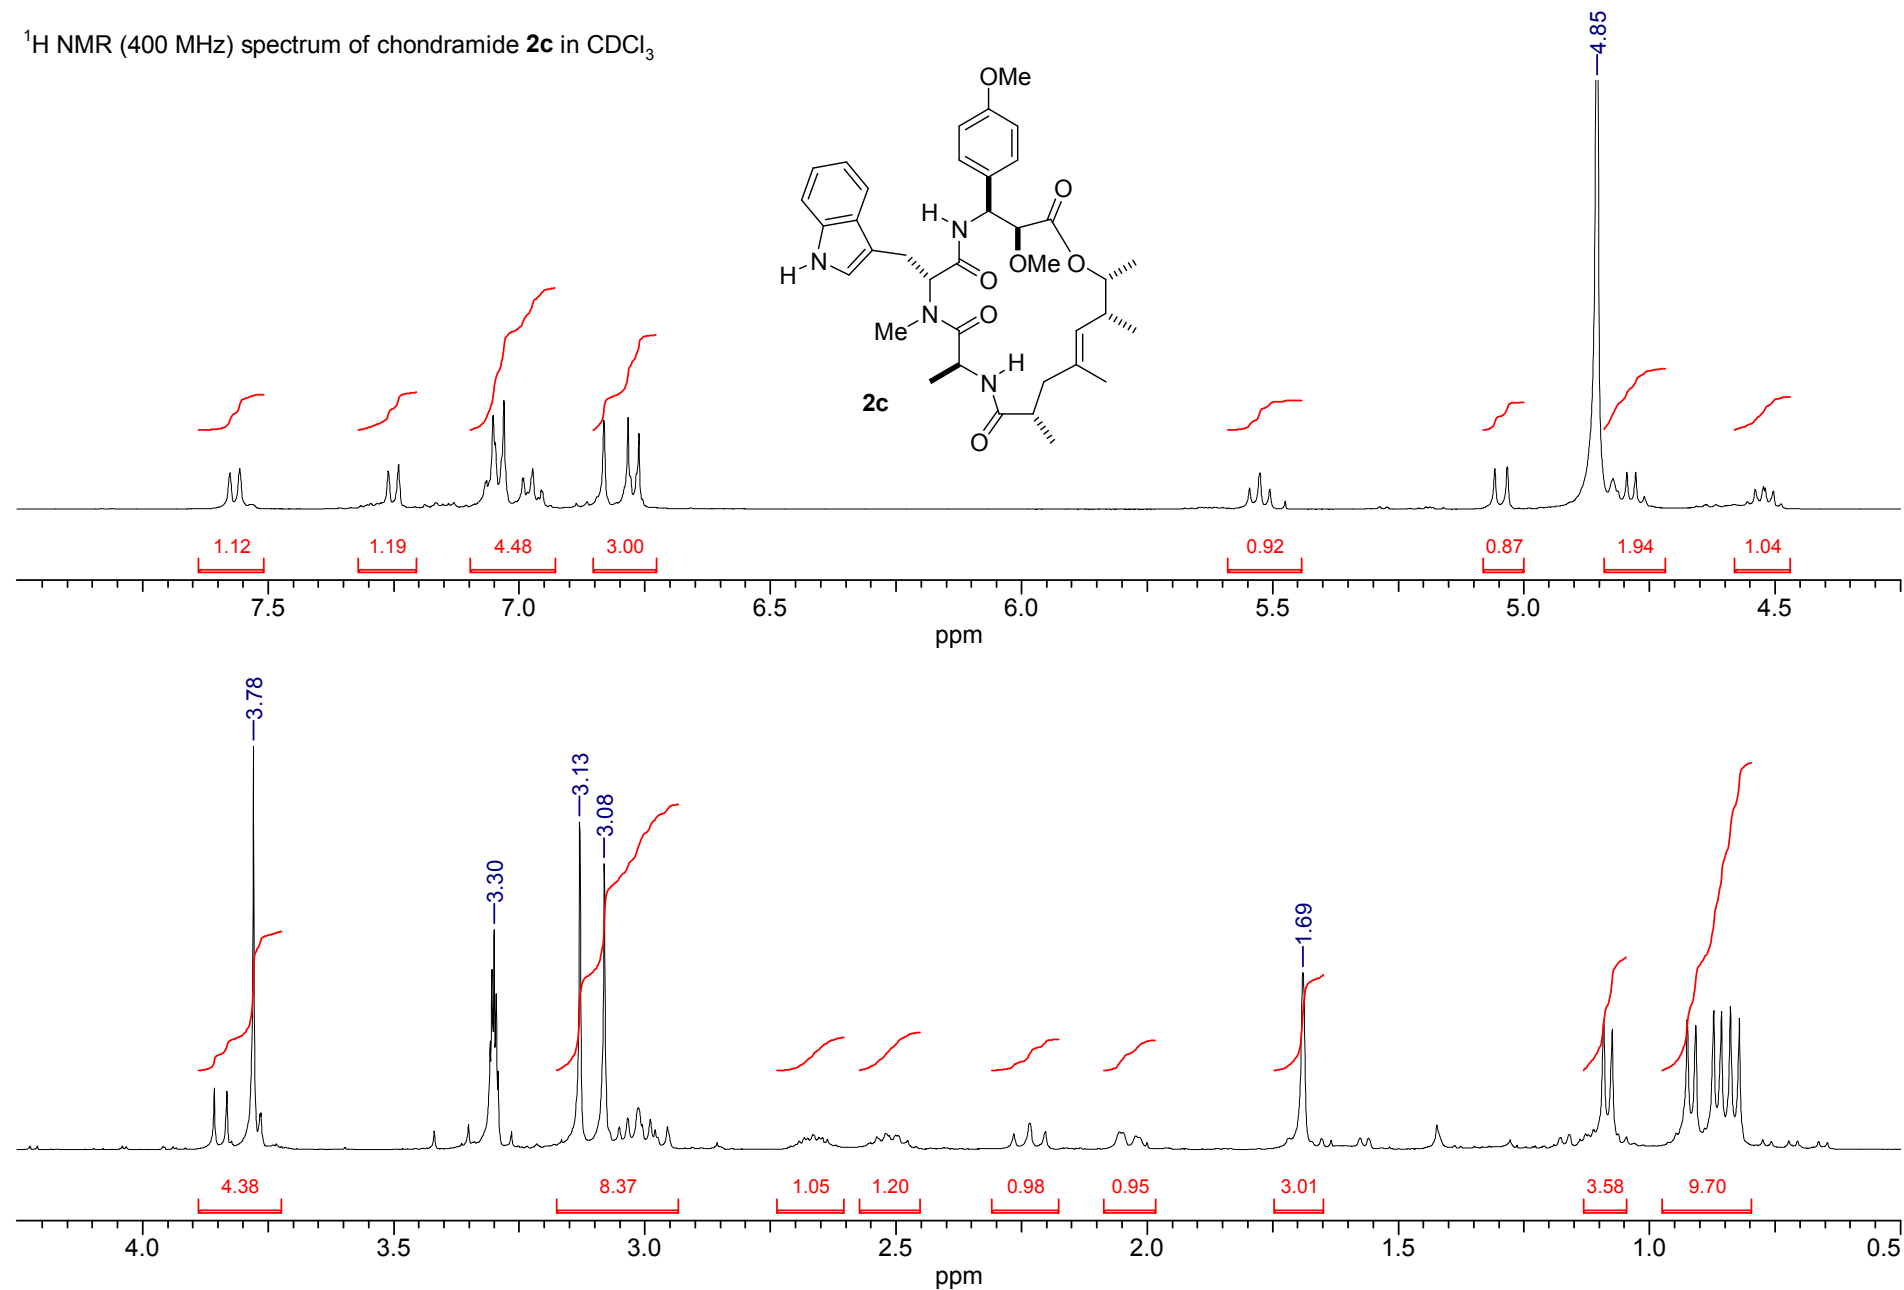 ¹H NMR (400 MHz) spectrum of chondramide 2c in CDCl₃
4.85
OMe
O
H
N
O
OMe
O
N
H
N
O
Me
H
N
O
2c
1.12 1.19 4.48 3.00 0.92 0.87 1.94 1.04
7.5 7.0 6.5 6.0 5.5 5.0 4.5
ppm
3.78
3.30
3.13
3.08
1.69
4.38 8.37 1.05 1.20 0.98 0.95 3.01 3.58 9.70
4.0 3.5 3.0 2.5 2.0 1.5 1.0 0.5
ppm